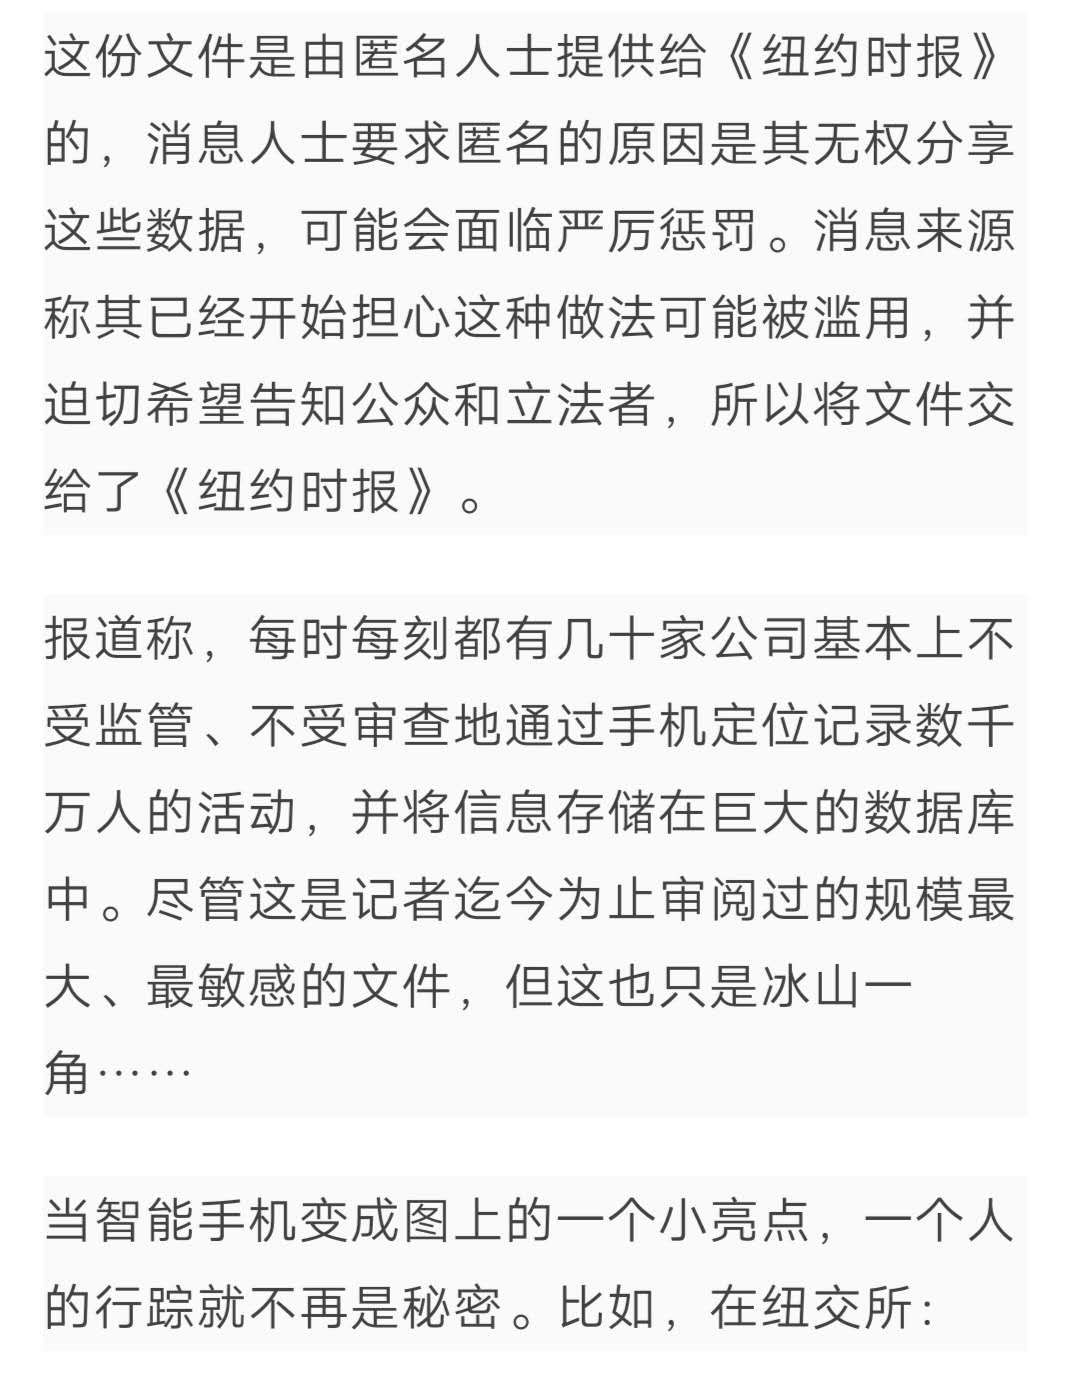 这份文件是由匿名人士提供给《纽约时报》
的，消息人士要求匿名的原因是其无权分享
这些数据，可能会面临严厉惩罚。消息来源
称其已经开始担心这种做法可能被滥用，并
迫切希望告知公众和立法者，所以将文件交
给了《纽约时报》。
报道称，每时每刻都有几十家公司基本上不
受监管、不受审查地通过手机定位记录数千
万人的活动，并将信息存储在巨大的数据库
中。尽管这是记者迄今为止审阅过的规模最
大、最敏感的文件，但这也只是冰山一
角……
当智能手机变成图上的一个小亮点，一个人
的行踪就不再是秘密。比如，在纽交所：